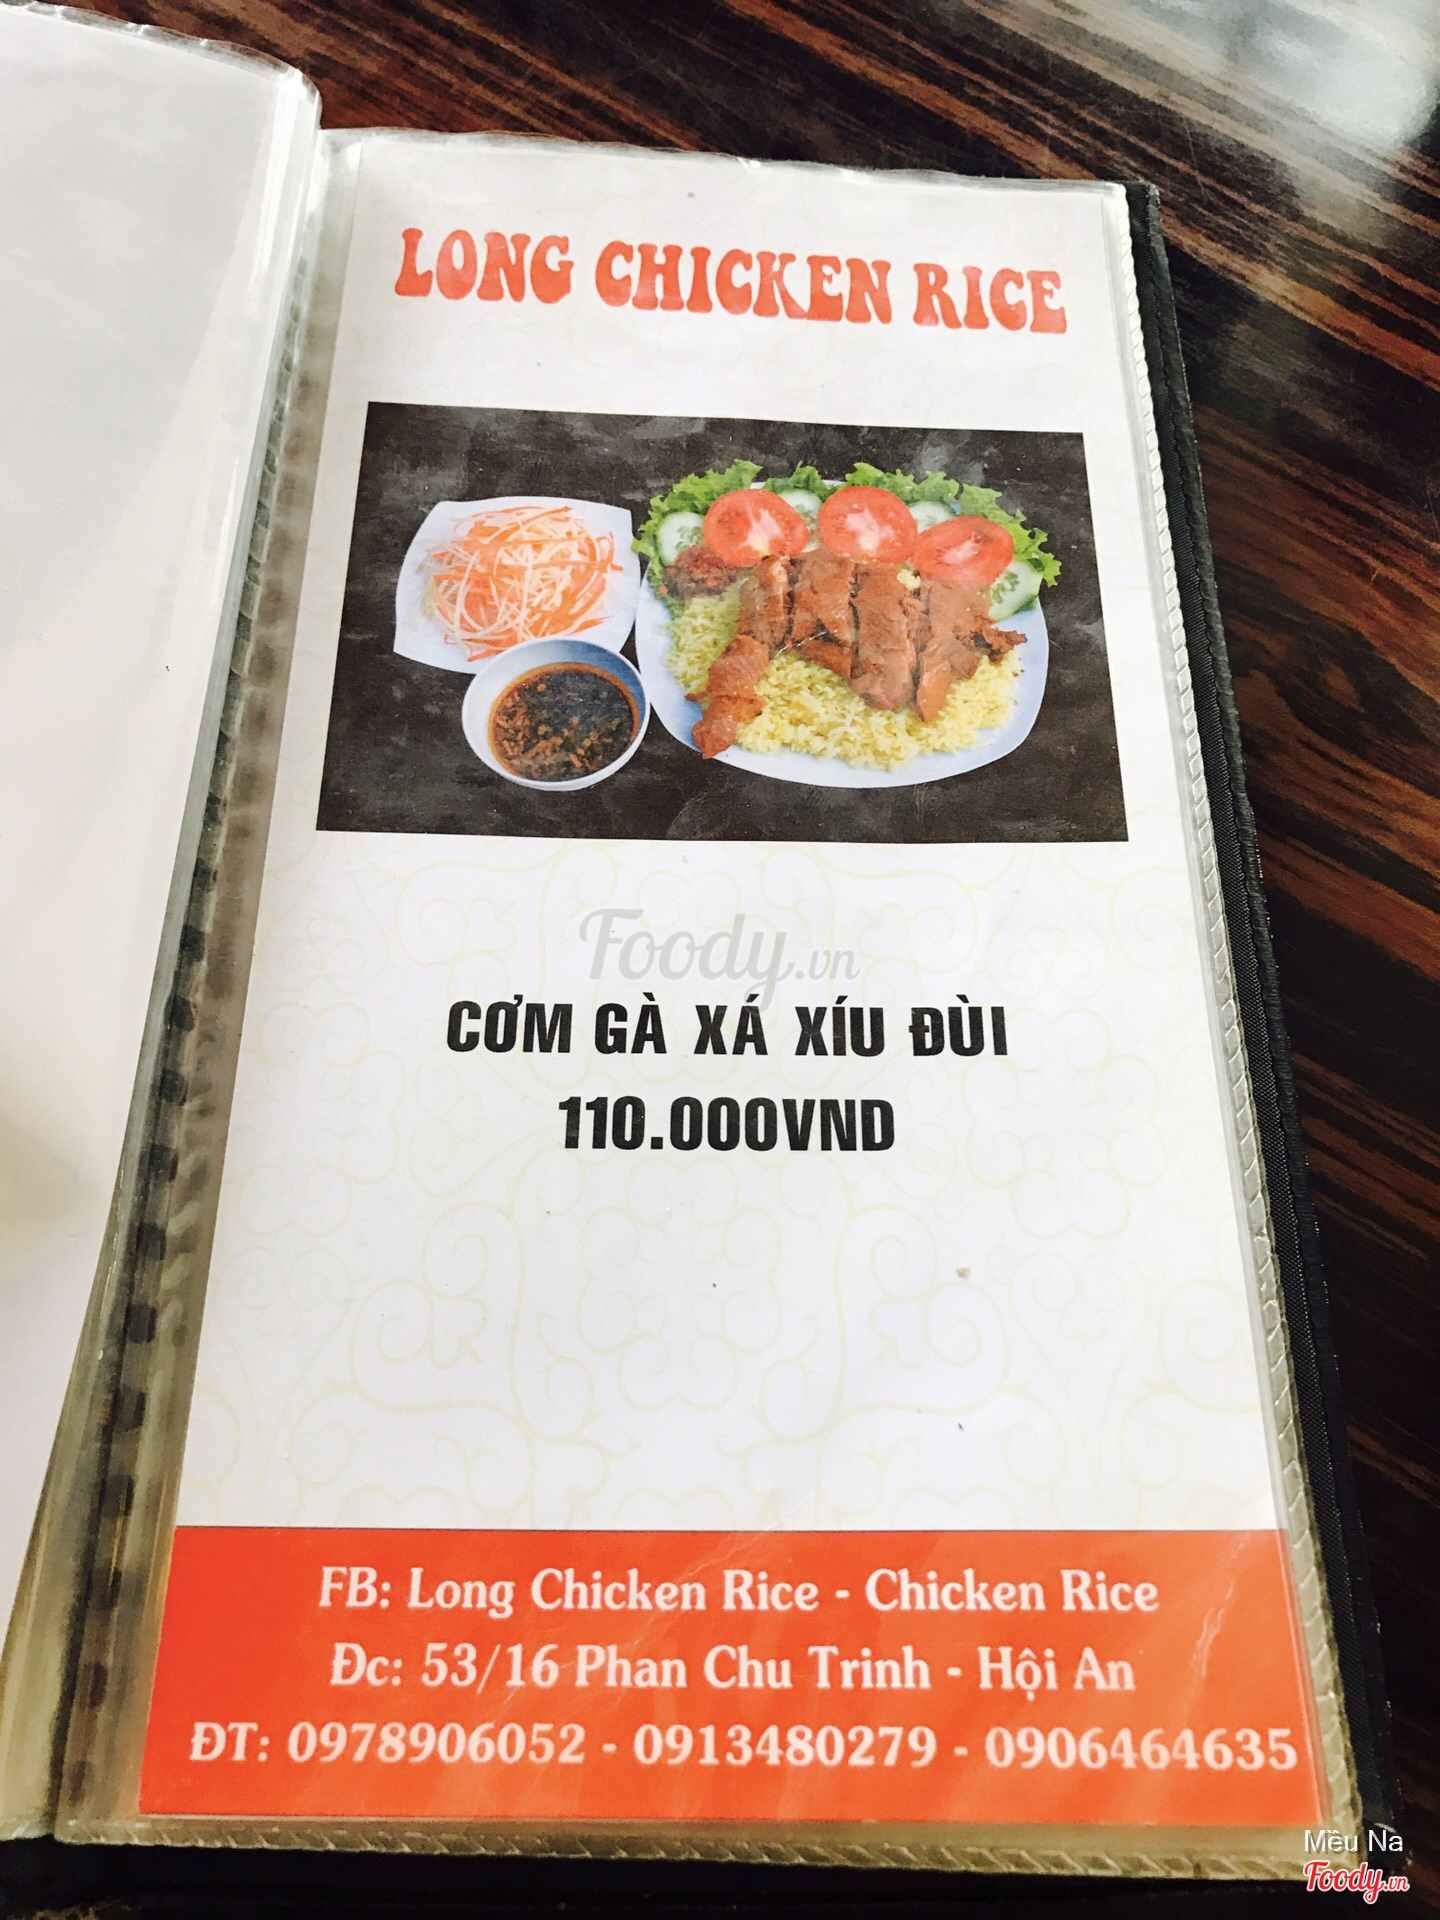 LONG CHICKEN RICE
Foody.vn
CƠM GÀ XÁ XÍU ĐÙI
110.000VND
FB: Long Chicken Rice - Chicken Rice
Đc: 53/16 Phan Chu Trinh - Hội An
ĐT: 0978906052 - 0913480279 - 0906464635
Mều Na
Foody.vn